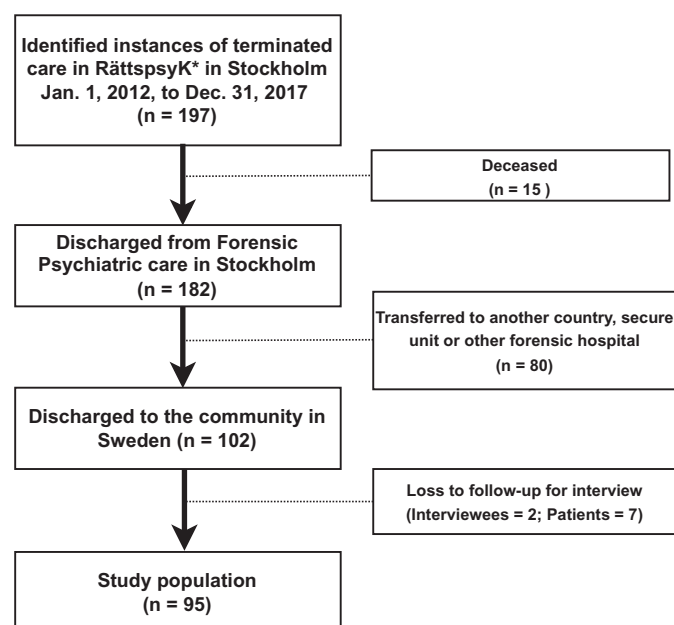 Identified instances of terminated
care in RättspsyK* in Stockholm
Jan. 1, 2012, to Dec. 31, 2017
(n = 197)
Deceased
(n = 15 )
Discharged from Forensic
Psychiatric care in Stockholm
(n = 182)
Transferred to another country, secure
unit or other forensic hospital
(n = 80)
Discharged to the community in
Sweden (n = 102)
Loss to follow-up for interview
(Interviewees = 2; Patients = 7)
Study population
(n = 95)